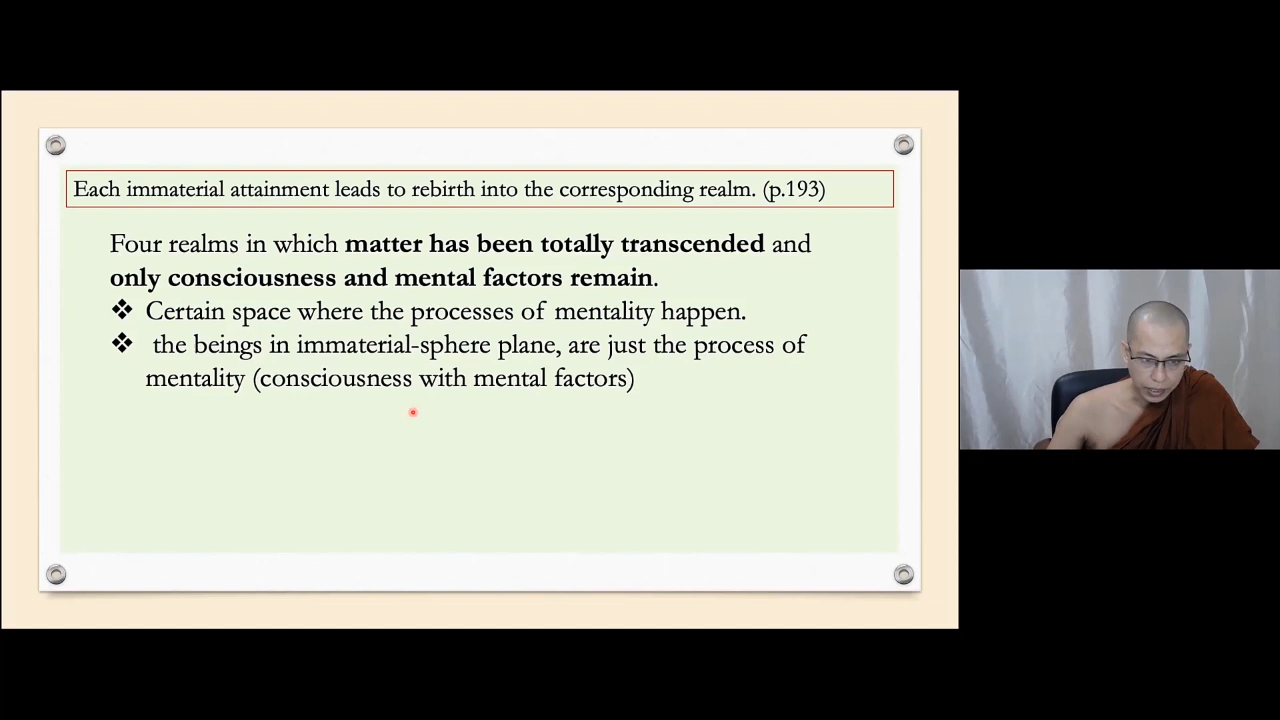 Each immaterial attainment leads to rebirth into the corresponding realm. (p.193)
Four realms in which matter has been totally transcended and
only consciousness and mental factors remain.
❖ Certain space where the processes of mentality happen.
❖ the beings in immaterial-sphere plane, are just the process of
mentality (consciousness with mental factors)